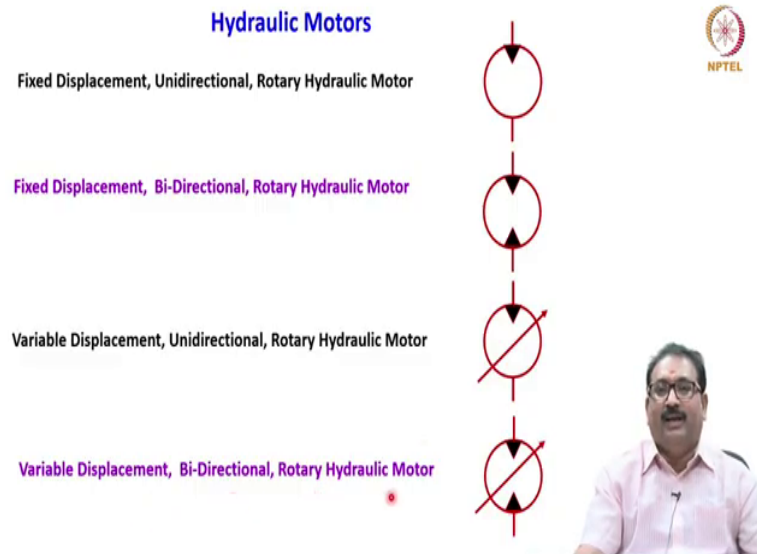 Hydraulic Motors
NPTEL
Fixed Displacement, Unidirectional, Rotary Hydraulic Motor
Fixed Displacement, Bi-Directional, Rotary Hydraulic Motor
Variable Displacement, Unidirectional, Rotary Hydraulic Motor
Variable Displacement, Bi-Directional, Rotary Hydraulic Motor